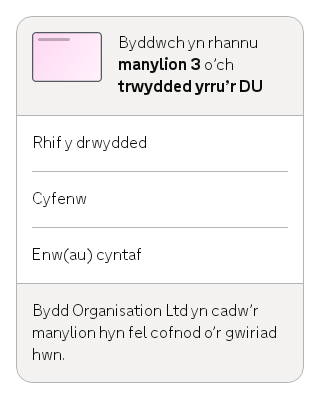 Byddwch yn rhannu
manylion 3 o’ch
trwydded yrru’r DU
Rhif y drwydded
Cyfenw
Enw(au) cyntaf
Bydd Organisation Ltd yn cadw’r
manylion hyn fel cofnod o’r gwiriad
hwn.